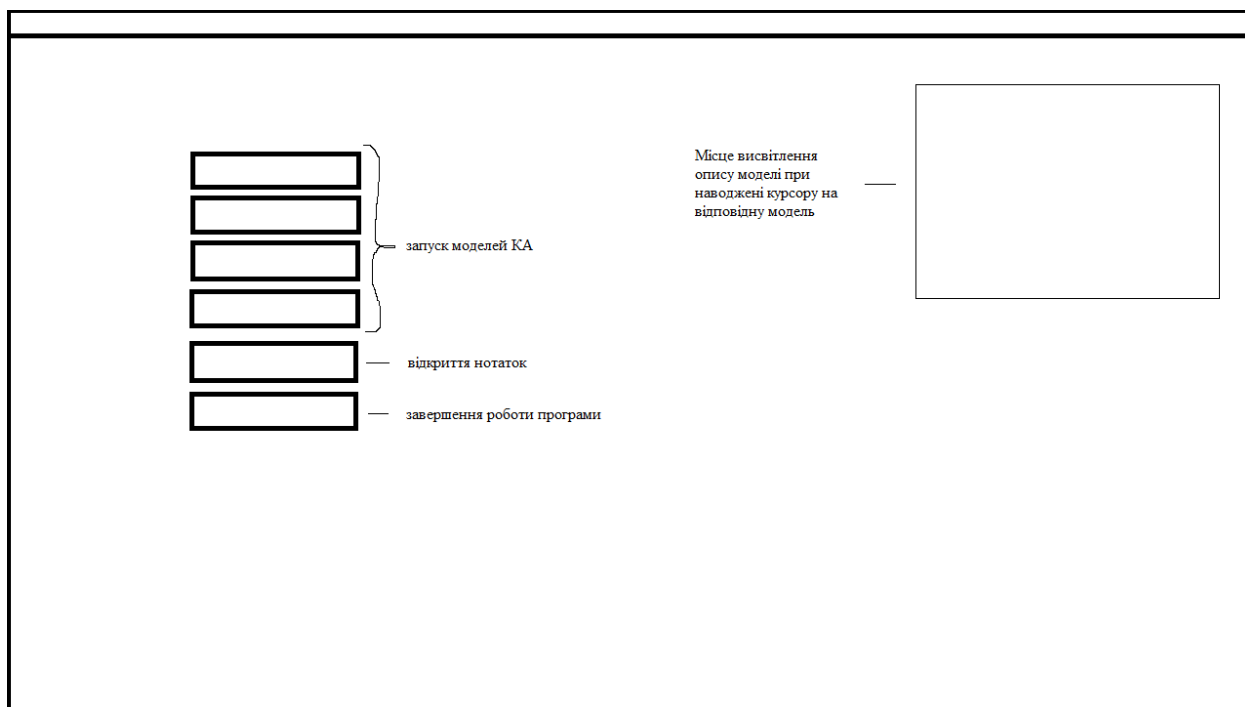 Місце висвітлення
опису моделі при
наводжені курсору на
відповідну модель
запуск моделей КА
відкриття нотаток
завершення роботи програми